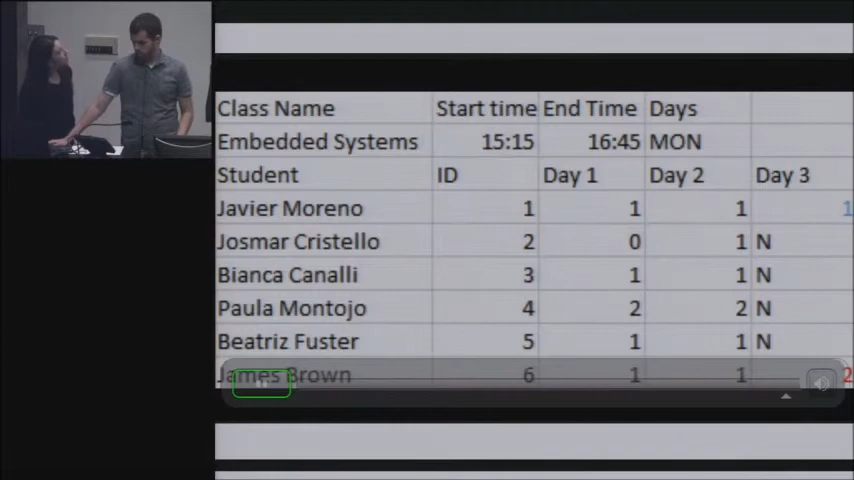 Class Name Start time End Time Days
Embedded Systems 15:15 16:45 MON
Student ID Day 1 Day 2 Day 3
Javier Moreno 1 1 1 1
Josmar Cristello 2 0 1 N
Bianca Canalli 3 1 1 N
Paula Montojo 4 2 2 N
Beatriz Fuster 5 1 1 N
James Brown 6 1 1 2